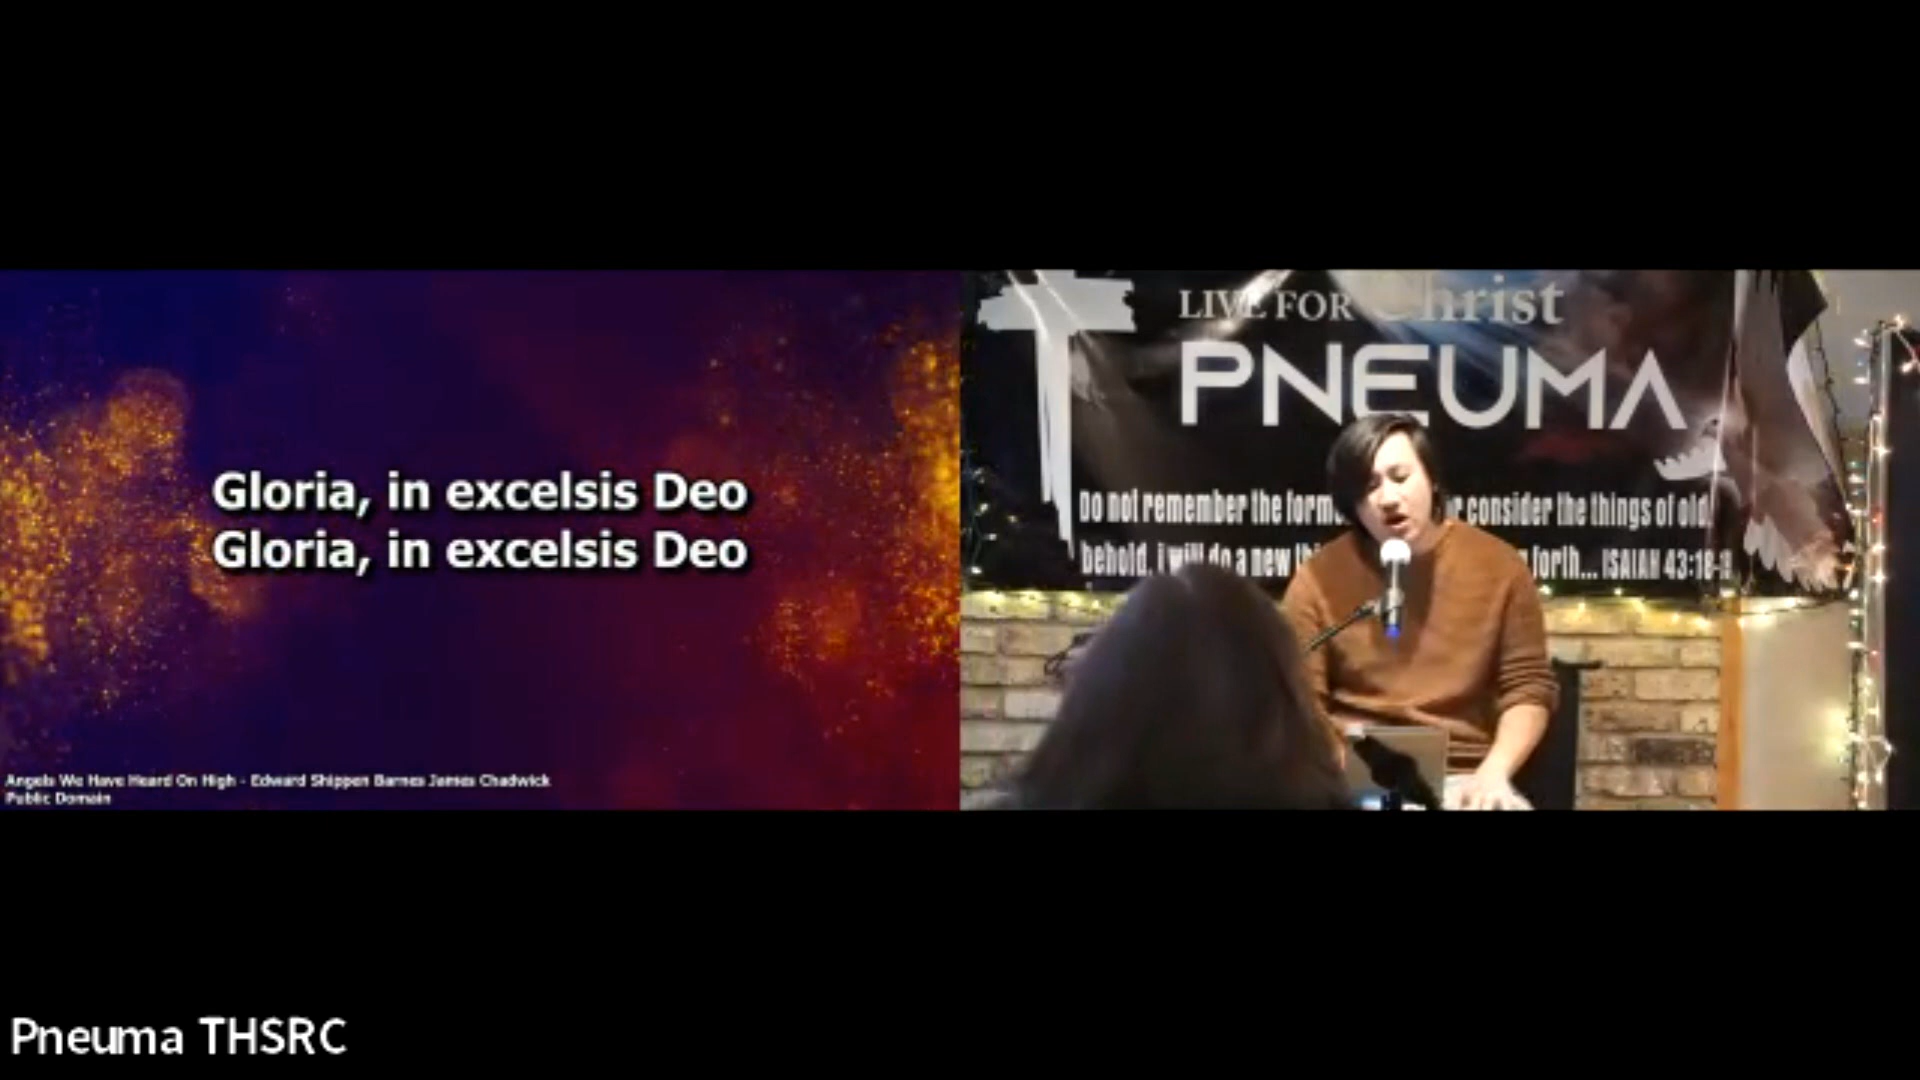 Gloria, in excelsis Deo
Gloria, in excelsis Deo
Angels We Have Heard On High - Edward Shippen Barnes James Chadwick
Public Domain
LIVE FOR Christ
PNEUMA
Do not remember the consider the things of old
behold, I will do a new forth... ISAIAH 43:18-19
Pneuma THSRC